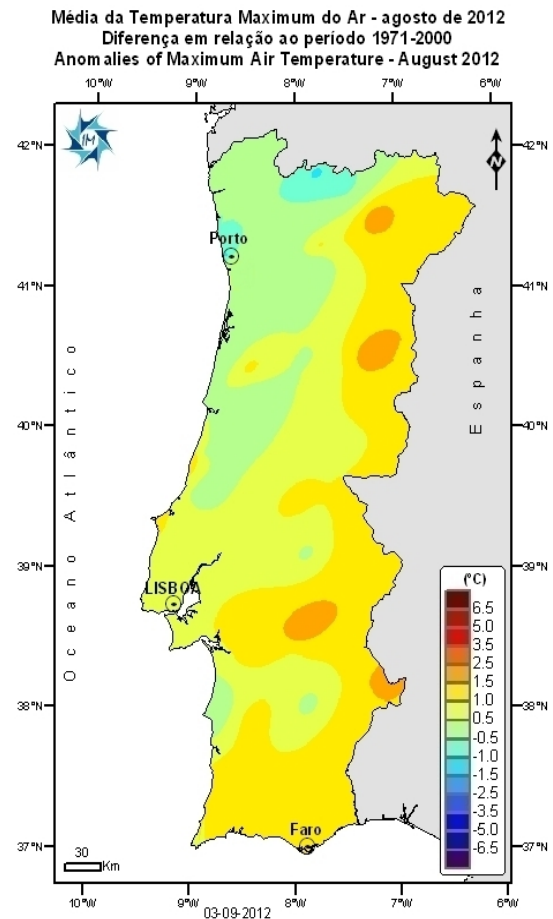 Média da Temperatura Maximum do Ar - agosto de 2012
Diferença em relação ao período 1971-2000
Anomalies of Maximum Air Temperature - August 2012
10°W 9°W 8°W 7°W 6°W
42°N 42°N
IM
N
Porto
41°N 41°N
Espanha
Oceano Atlântico
40°N 40°N
39°N 39°N
LISBOA
(°C)
6.5
5.0
3.5
2.5
1.5
1.0
0.5
-0.5
-1.0
-1.5
-2.5
-3.5
-5.0
-6.5
38°N 38°N
Faro
37°N 37°N
30
Km
10°W 9°W 8°W 7°W 6°W
03-09-2012